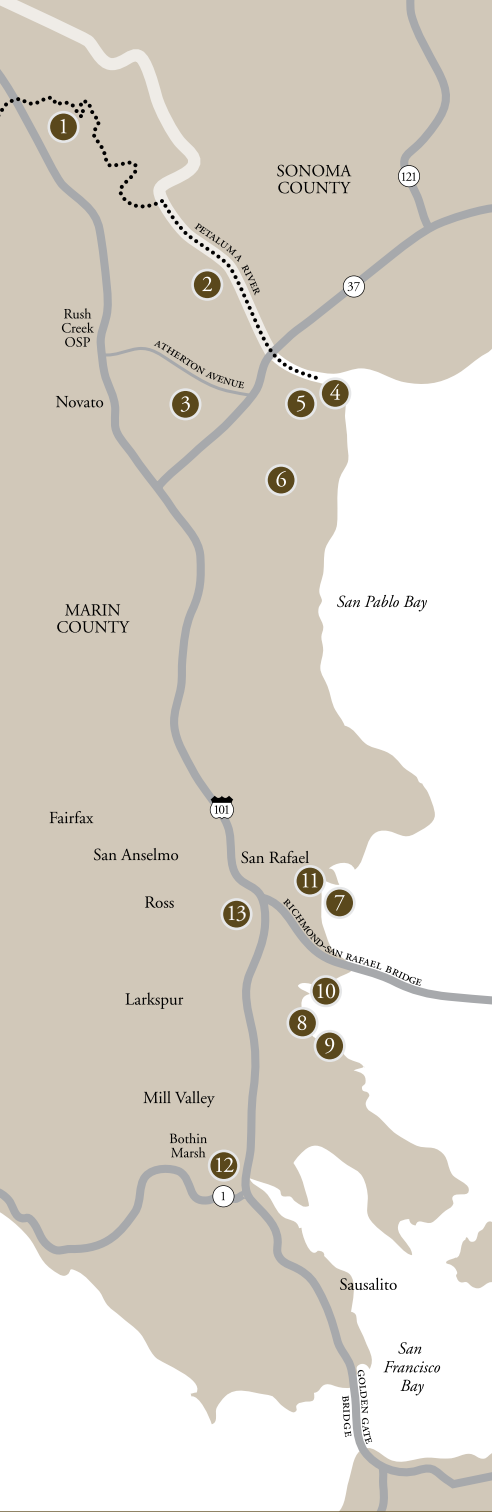 1
SONOMA
COUNTY
121
PETALUMA RIVER
2
37
Rush
Creek
OSP
ATHERTON AVENUE
Novato
3
5
4
6
San Pablo Bay
MARIN
COUNTY
101
Fairfax
San Anselmo
San Rafael
11
7
Ross
13
RICHMOND-SAN RAFAEL BRIDGE
10
Larkspur
8
9
Mill Valley
Bothin
Marsh
12
1
Sausalito
San
Francisco
Bay
GOLDEN GATE
BRIDGE